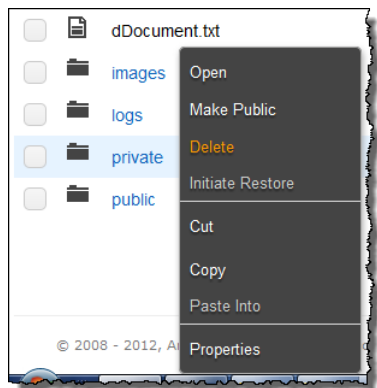 dDocument.txt
images
logs
private
public
Open
Make Public
Delete
Initiate Restore
Cut
Copy
Paste Into
Properties
© 2008 - 2012,